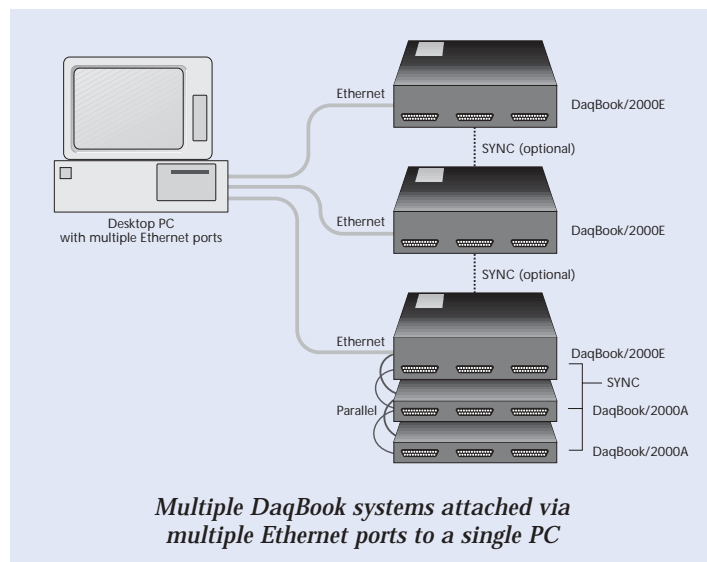 Ethernet
DaqBook/2000E
SYNC (optional)
Desktop PC
with multiple Ethernet ports
Ethernet
DaqBook/2000E
SYNC (optional)
Ethernet
DaqBook/2000E
SYNC
Parallel
DaqBook/2000A
DaqBook/2000A
Multiple DaqBook systems attached via
multiple Ethernet ports to a single PC